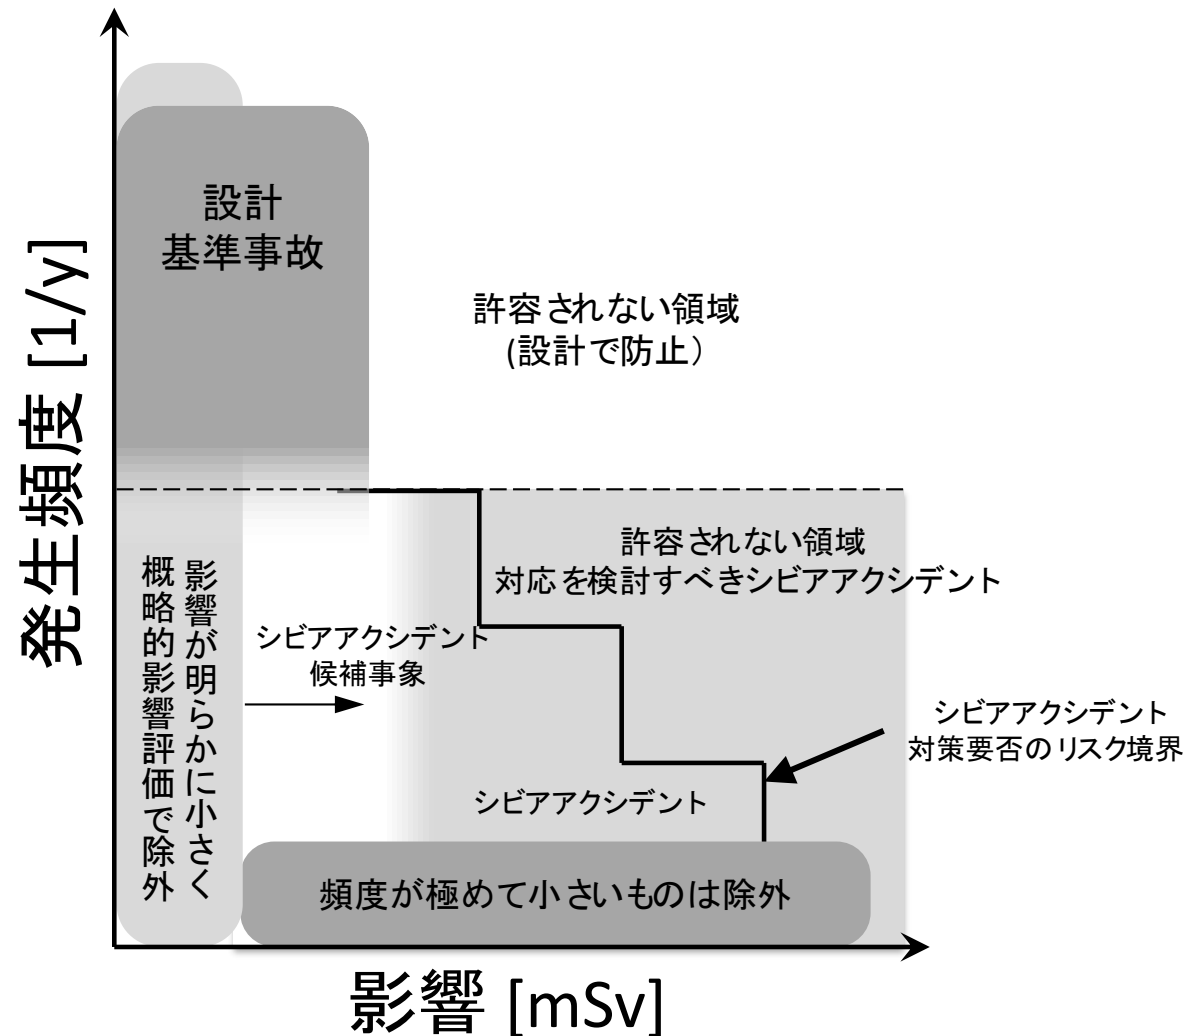 発生頻度 [1/y]
設計
基準事故
許容されない領域
(設計で防止）
許容されない領域
対応を検討すべきシビアアクシデント
影響が明らかに小さく
概略的影響評価で除外
シビアアクシデント
候補事象
シビアアクシデント
対策要否のリスク境界
シビアアクシデント
頻度が極めて小さいものは除外
影響 [mSv]